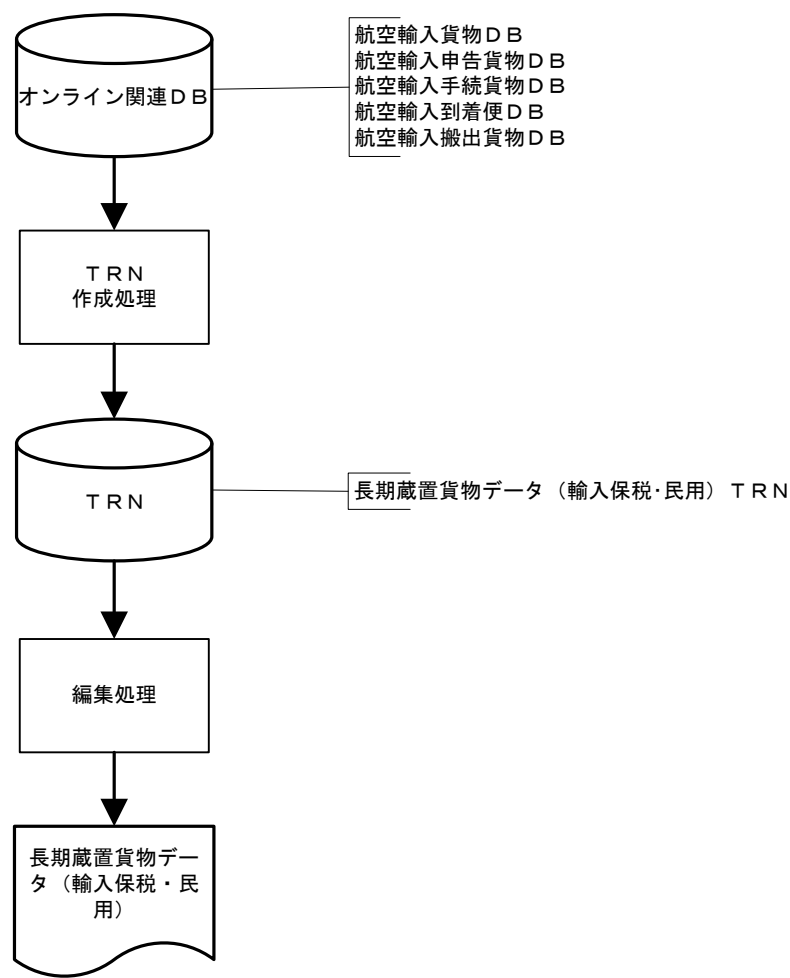 オンライン関連ＤＢ
航空輸入貨物ＤＢ
航空輸入申告貨物ＤＢ
航空輸入手続貨物ＤＢ
航空輸入到着便ＤＢ
航空輸入搬出貨物ＤＢ
ＴＲＮ
作成処理
ＴＲＮ
長期蔵置貨物データ（輸入保税･民用）ＴＲＮ
編集処理
長期蔵置貨物デー
タ（輸入保税・民
用）